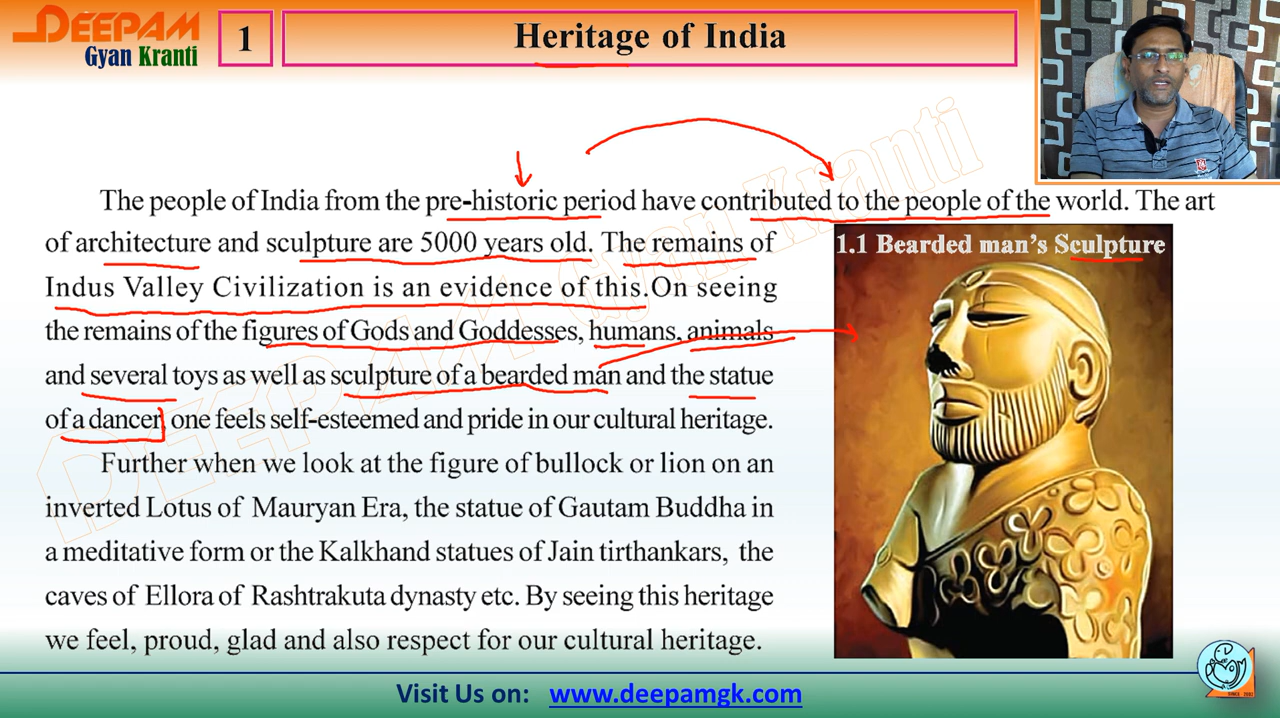 DEEPAM
Gyan Kranti
1
Heritage of India
The people of India from the pre-historic period have contributed to the people of the world. The art
of architecture and sculpture are 5000 years old. The remains of
Indus Valley Civilization is an evidence of this.On seeing
the remains of the figures of Gods and Goddesses, humans, animals
and several toys as well as sculpture of a bearded man and the statue
of a dancer, one feels self-esteemed and pride in our cultural heritage.
1.1 Bearded man's Sculpture
Further when we look at the figure of bullock or lion on an
inverted Lotus of Mauryan Era, the statue of Gautam Buddha in
a meditative form or the Kalkhand statues of Jain tirthankars, the
caves of Ellora of Rashtrakuta dynasty etc. By seeing this heritage
we feel, proud, glad and also respect for our cultural heritage.
DEEPAM Gyan Kranti
Visit Us on: www.deepamgk.com